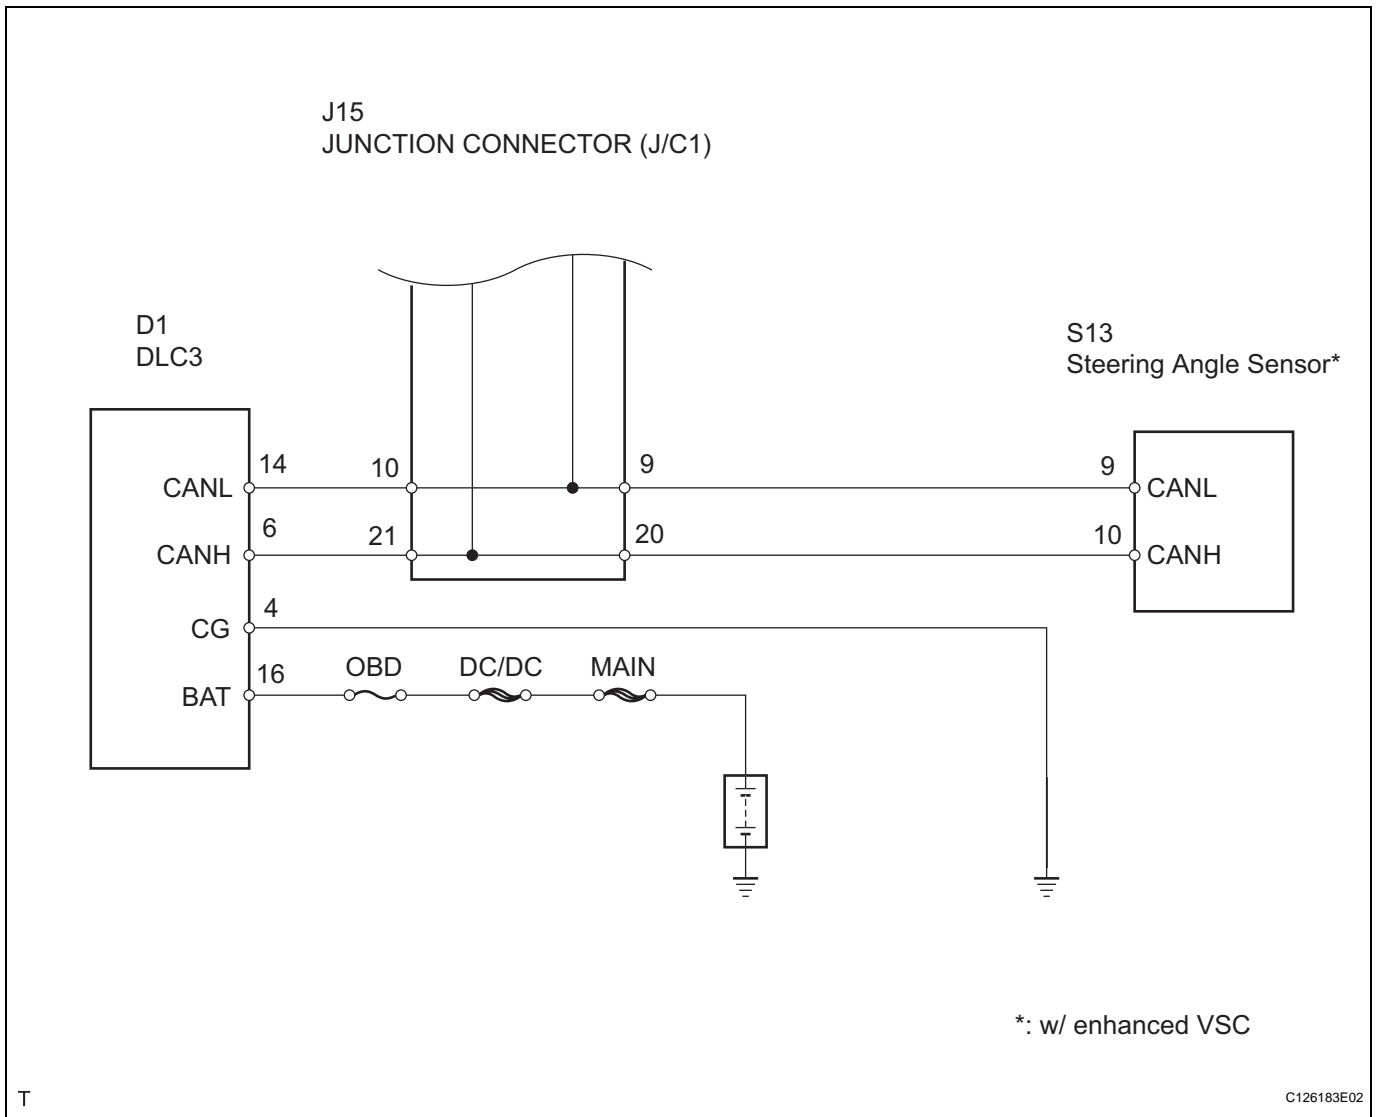 J15
JUNCTION CONNECTOR (J/C1)
D1
DLC3
S13
Steering Angle Sensor*
CANL
14
10
9
9
CANL
CANH
6
21
20
10
CANH
CG
4
BAT
16
OBD
DC/DC
MAIN
*: w/ enhanced VSC
T
C126183E02